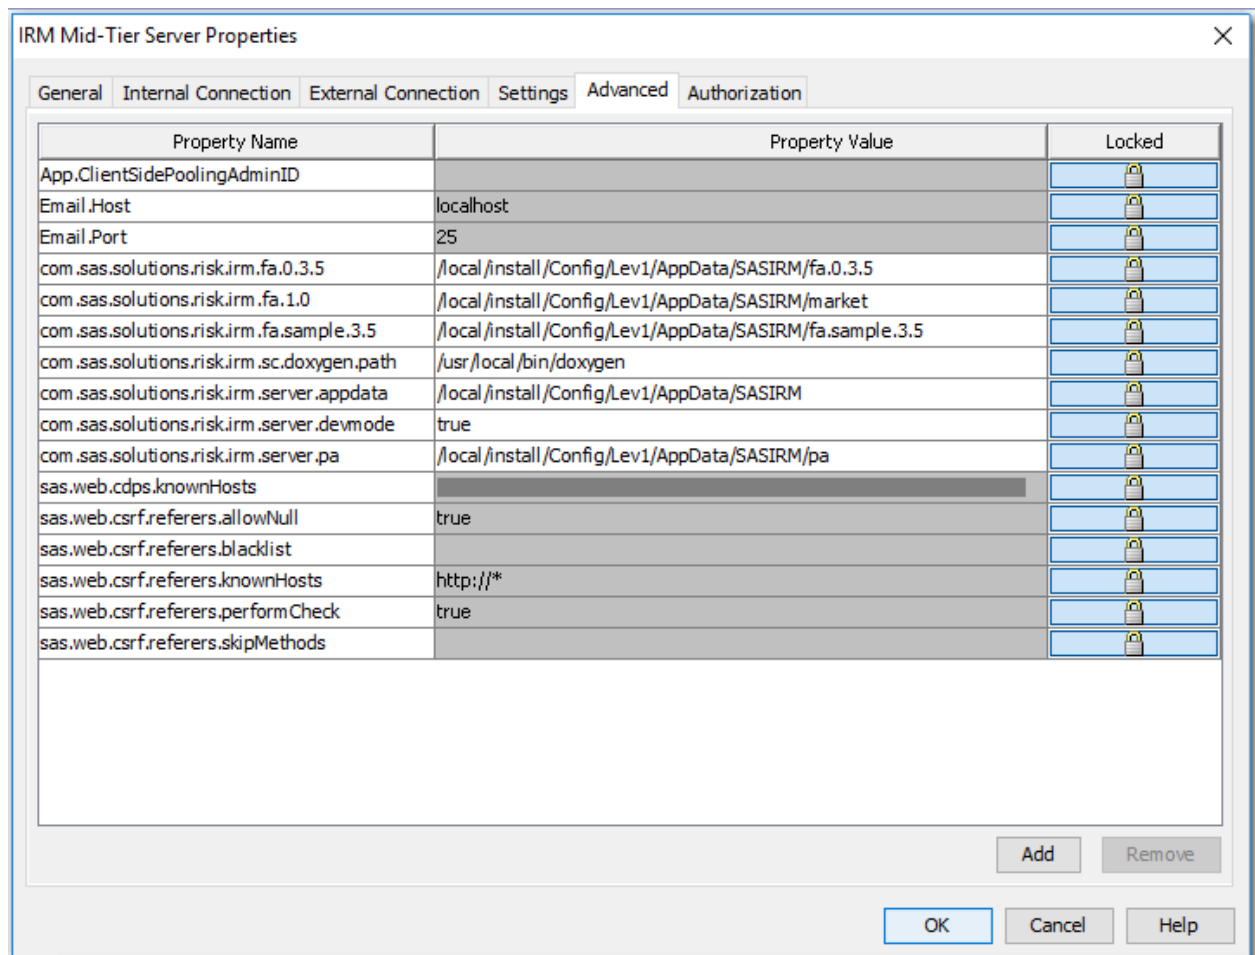 IRM Mid-Tier Server Properties
General Internal Connection External Connection Settings Advanced Authorization
Property Name Property Value Locked
App.ClientSidePoolingAdminID
Email.Host localhost
Email.Port 25
com.sas.solutions.risk.irm.fa.0.3.5 /local/install/Config/Lev1/AppData/SASIRM/fa.0.3.5
com.sas.solutions.risk.irm.fa.1.0 /local/install/Config/Lev1/AppData/SASIRM/market
com.sas.solutions.risk.irm.fa.sample.3.5 /local/install/Config/Lev1/AppData/SASIRM/fa.sample.3.5
com.sas.solutions.risk.irm.sc.doxygen.path /usr/local/bin/doxygen
com.sas.solutions.risk.irm.server.appdata /local/install/Config/Lev1/AppData/SASIRM
com.sas.solutions.risk.irm.server.devmode true
com.sas.solutions.risk.irm.server.pa /local/install/Config/Lev1/AppData/SASIRM/pa
sas.web.cdps.knownHosts
sas.web.csrf.referers.allowNull true
sas.web.csrf.referers.blacklist
sas.web.csrf.referers.knownHosts http://*
sas.web.csrf.referers.performCheck true
sas.web.csrf.referers.skipMethods
Add Remove
OK Cancel Help